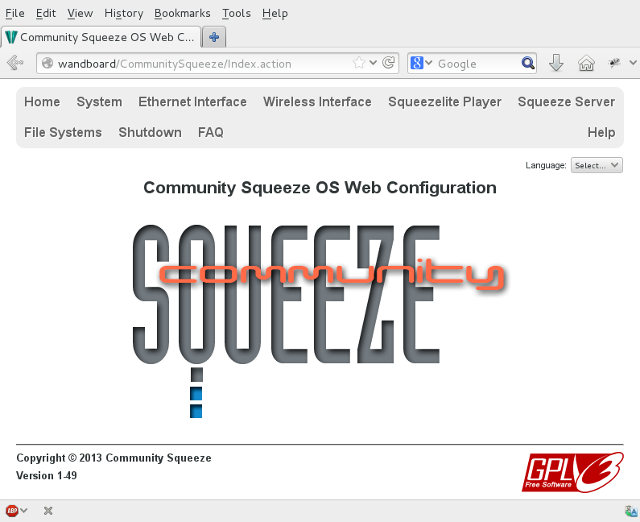 File Edit View History Bookmarks Tools Help
Community Squeeze OS Web C...
wandboard/CommunitySqueeze/Index.action
Google
Home System Ethernet Interface Wireless Interface Squeezelite Player Squeeze Server
File Systems Shutdown FAQ Help
Language: Select...
Community Squeeze OS Web Configuration
SQUEEZE
community
Copyright © 2013 Community Squeeze
Version 1-49
GPL3
Free Software
ABP